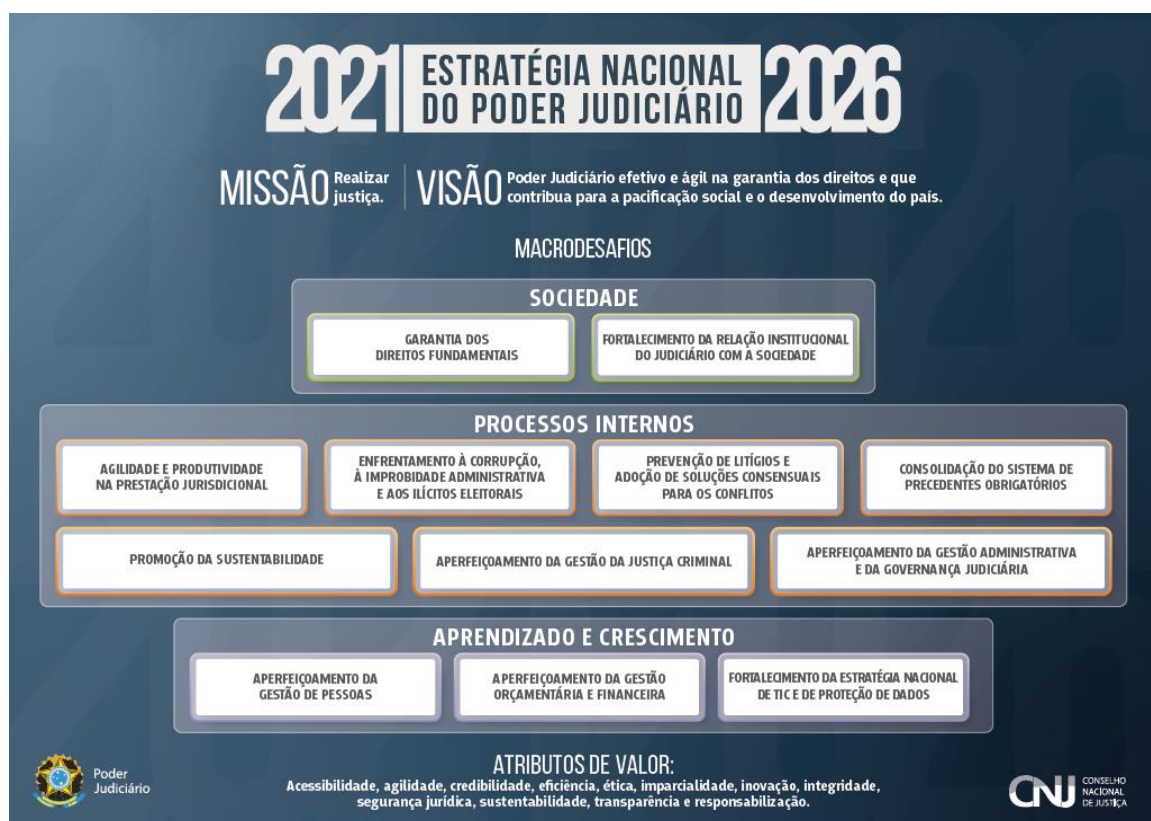 2021 ESTRATÉGIA NACIONAL DO PODER JUDICIÁRIO 2026
MISSÃO Realizar justiça.
VISÃO Poder Judiciário efetivo e ágil na garantia dos direitos e que
contribua para a pacificação social e o desenvolvimento do país.
MACRODESAFIOS
SOCIEDADE
GARANTIA DOS
DIREITOS FUNDAMENTAIS
FORTALECIMENTO DA RELAÇÃO INSTITUCIONAL
DO JUDICIÁRIO COM A SOCIEDADE
PROCESSOS INTERNOS
AGILIDADE E PRODUTIVIDADE
NA PRESTAÇÃO JURISDICIONAL
ENFRENTAMENTO À CORRUPÇÃO,
À IMPROBIDADE ADMINISTRATIVA
E AOS ILÍCITOS ELEITORAIS
PREVENÇÃO DE LITÍGIOS E
ADOÇÃO DE SOLUÇÕES CONSENSUAIS
PARA OS CONFLITOS
CONSOLIDAÇÃO DO SISTEMA DE
PRECEDENTES OBRIGATÓRIOS
PROMOÇÃO DA SUSTENTABILIDADE
APERFEIÇOAMENTO DA GESTÃO DA JUSTIÇA CRIMINAL
APERFEIÇOAMENTO DA GESTÃO ADMINISTRATIVA
E DA GOVERNANÇA JUDICIÁRIA
APRENDIZADO E CRESCIMENTO
APERFEIÇOAMENTO DA
GESTÃO DE PESSOAS
APERFEIÇOAMENTO DA GESTÃO
ORÇAMENTÁRIA E FINANCEIRA
FORTALECIMENTO DA ESTRATÉGIA NACIONAL
DE TIC E DE PROTEÇÃO DE DADOS
ATRIBUTOS DE VALOR:
Acessibilidade, agilidade, credibilidade, eficiência, ética, imparcialidade, inovação, integridade,
segurança jurídica, sustentabilidade, transparência e responsabilização.
Poder
Judiciário
CNJ
CONSELHO
NACIONAL
DE JUSTIÇA